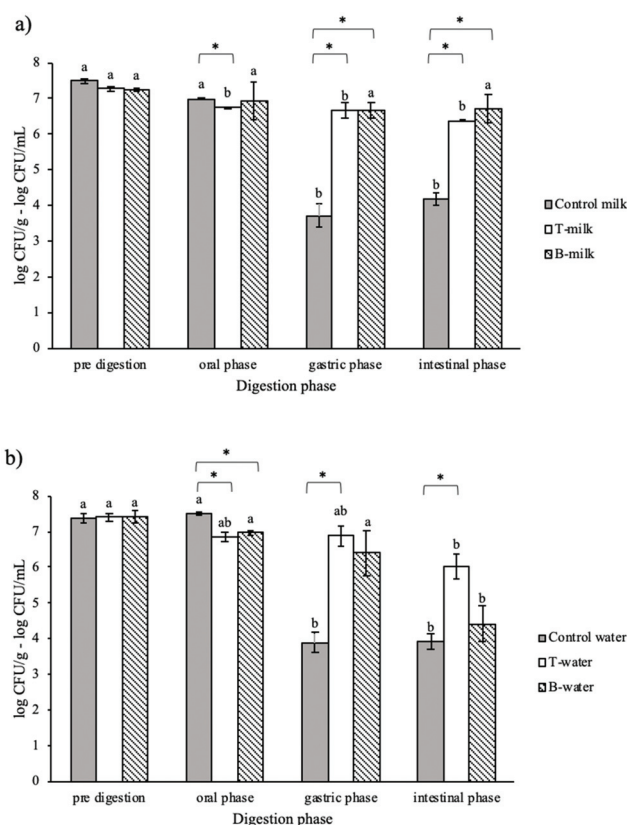 a)
*
*
*
*
*
log CFU/g - log CFU/mL
8
7
6
5
4
3
2
1
0
a
a
a
a
b
a
b
b
a
b
b
a
pre digestion
oral phase
gastric phase
intestinal phase
Digestion phase
Control milk
T-milk
B-milk
b)
*
*
*
*
log CFU/g - log CFU/mL
8
7
6
5
4
3
2
1
0
a
a
a
a
ab
a
b
ab
a
b
b
b
pre digestion
oral phase
gastric phase
intestinal phase
Digestion phase
Control water
T-water
B-water